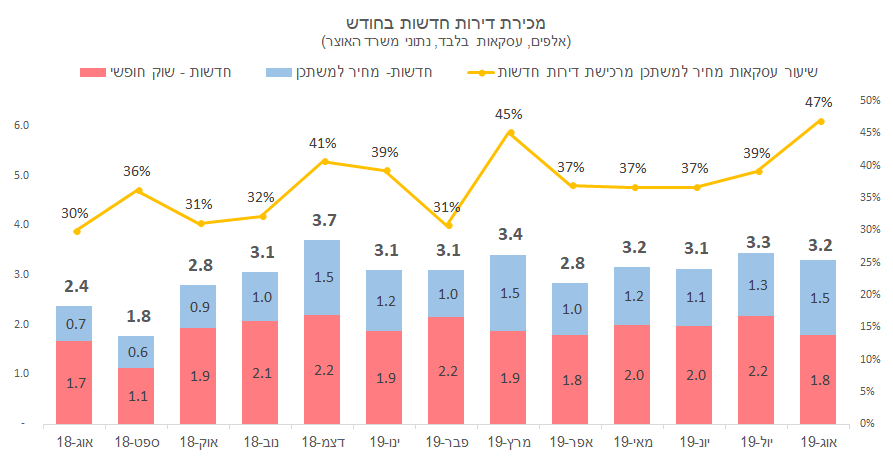 מכירת דירות חדשות בחודש
(אלפים, עסקאות בלבד, נתוני משרד האוצר)
חדשות - שוק חופשי
חדשות- מחיר למשתכן
שיעור עסקאות מחיר למשתכן מרכישת דירות חדשות
6.0
5.0
4.0
3.0
2.0
1.0
-
50%
45%
40%
35%
30%
25%
20%
15%
10%
5%
0%
30% 36% 31% 32% 41% 39% 31% 45% 37% 37% 37% 39% 47%
2.4 1.8 2.8 3.1 3.7 3.1 3.1 3.4 2.8 3.2 3.1 3.3 3.2
0.7 0.6 0.9 1.0 1.5 1.2 1.0 1.5 1.0 1.2 1.1 1.3 1.5
1.7 1.1 1.9 2.1 2.2 1.9 2.2 1.9 1.8 2.0 2.0 2.2 1.8
אוג-18 ספט-18 אוק-18 נוב-18 דצמ-18 ינו-19 פבר-19 מרץ-19 אפר-19 מאי-19 יונ-19 יול-19 אוג-19